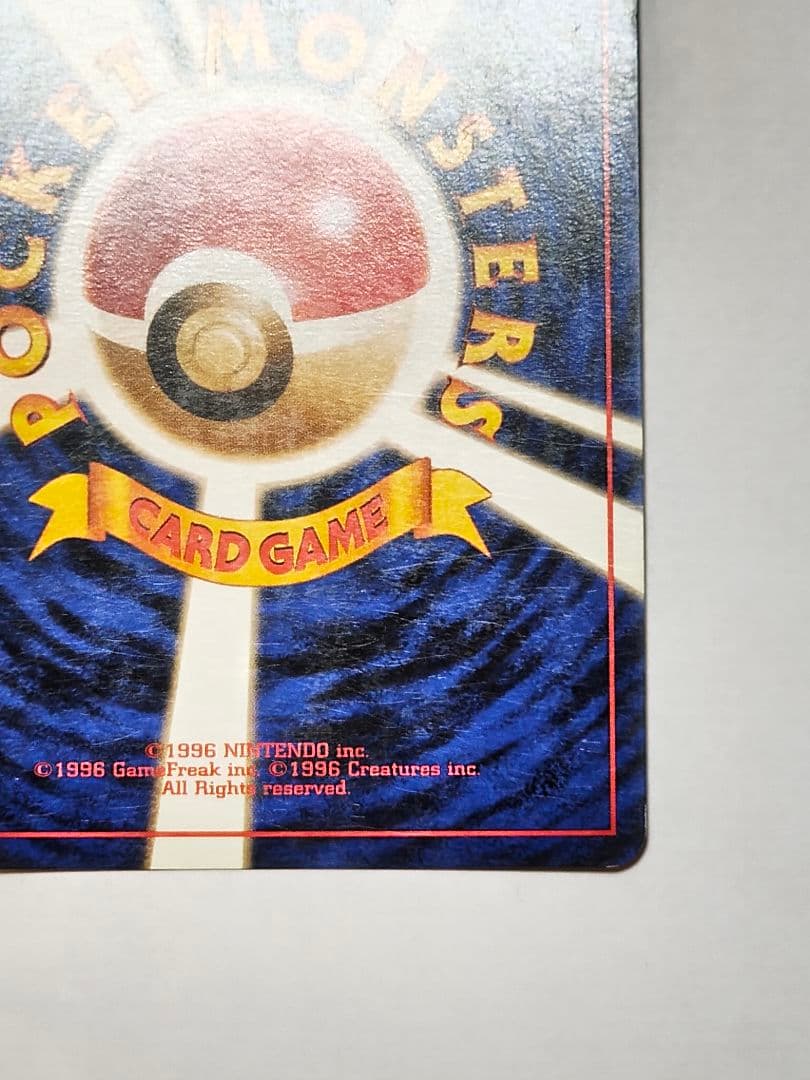 POCKET MONSTERS
CARD GAME
©1996 NINTENDO inc.
©1996 GameFreak inc. ©1996 Creatures inc.
All Rights reserved.